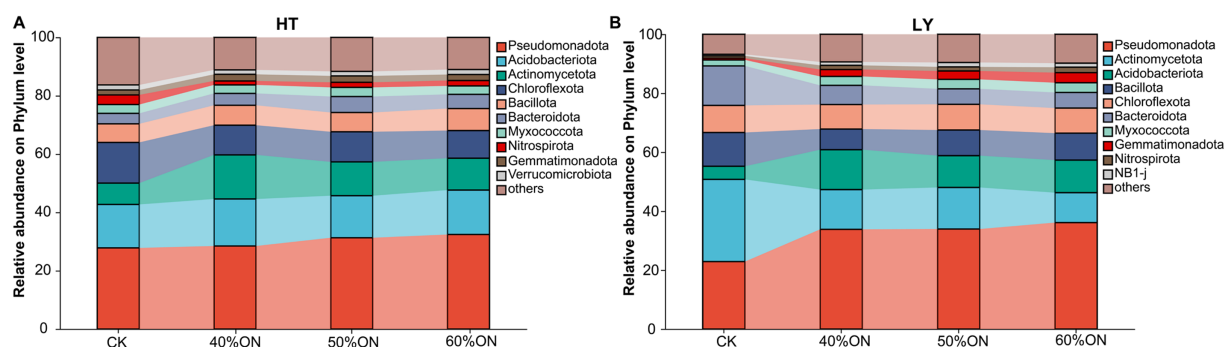 A
HT
Relative abundance on Phylum level
100
80
60
40
20
0
CK
40%ON
50%ON
60%ON
Pseudomonadota
Acidobacteriota
Actinomycetota
Chloroflexota
Bacillota
Bacteroidota
Myxococcota
Nitrospirota
Gemmatimonadota
Verrucomicrobiota
others
B
LY
Relative abundance on Phylum level
100
80
60
40
20
0
CK
40%ON
50%ON
60%ON
Pseudomonadota
Actinomycetota
Acidobacteriota
Bacillota
Chloroflexota
Bacteroidota
Myxococcota
Gemmatimonadota
Nitrospirota
NB1-j
others